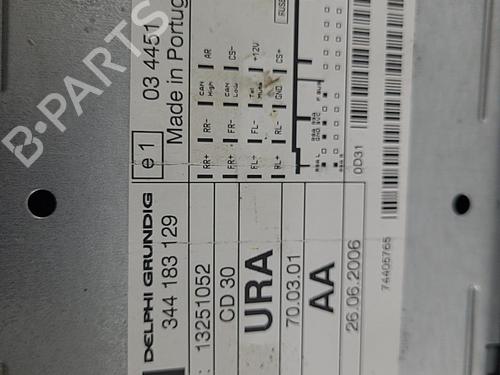 DELPHI GRUNDIG
344 183 129
e 1
03 4451
Made in Portugal
13251052
CD 30
URA
70.03.01
AA
26.06.2006
RR+ RR- CAN High AR
FR+ FR- CAN Low CS-
FL+ FL- Tel Mute +12V
RL+ RL- GND CS+
FUSE
0D31
74405765